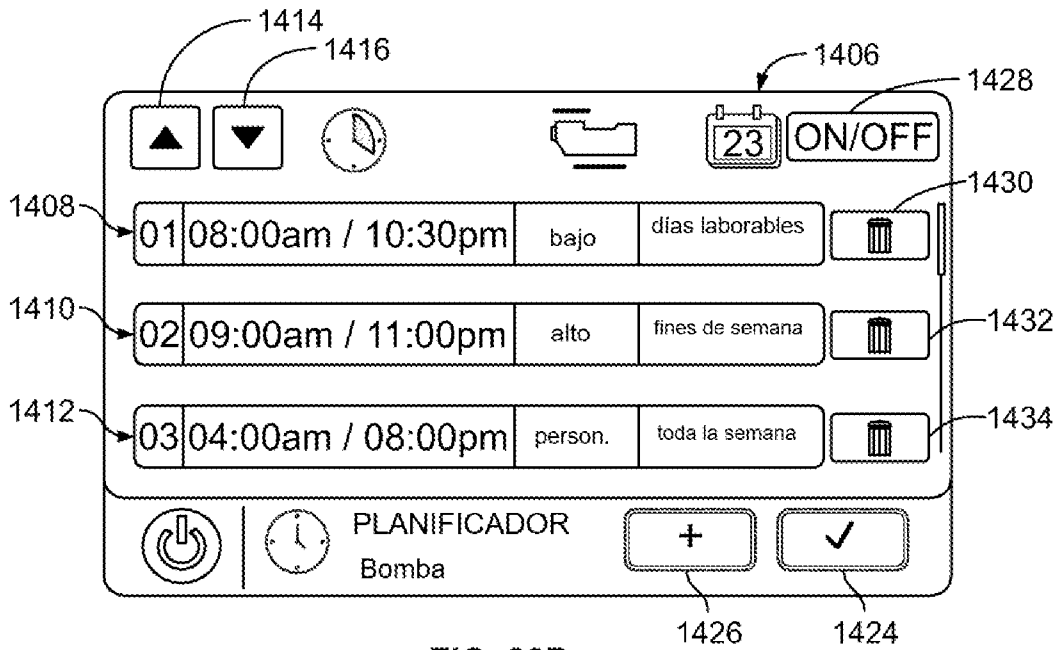 1414
1416
1406
1428
23
ON/OFF
1430
1408
01 08:00am / 10:30pm bajo días laborables
1410
02 09:00am / 11:00pm alto fines de semana
1432
1412
03 04:00am / 08:00pm person. toda la semana
1434
PLANIFICADOR
+ ✓
Bomba
1426
1424